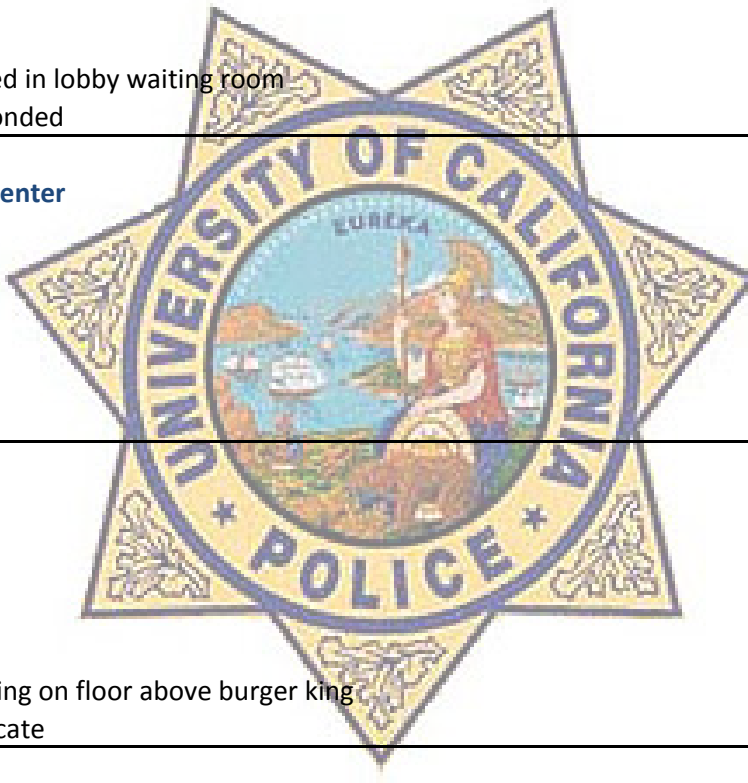 ed in lobby waiting room
onded
enter
UNIVERSITY OF CALIFORNIA
EUREKA
POLICE
ing on floor above burger king
cate